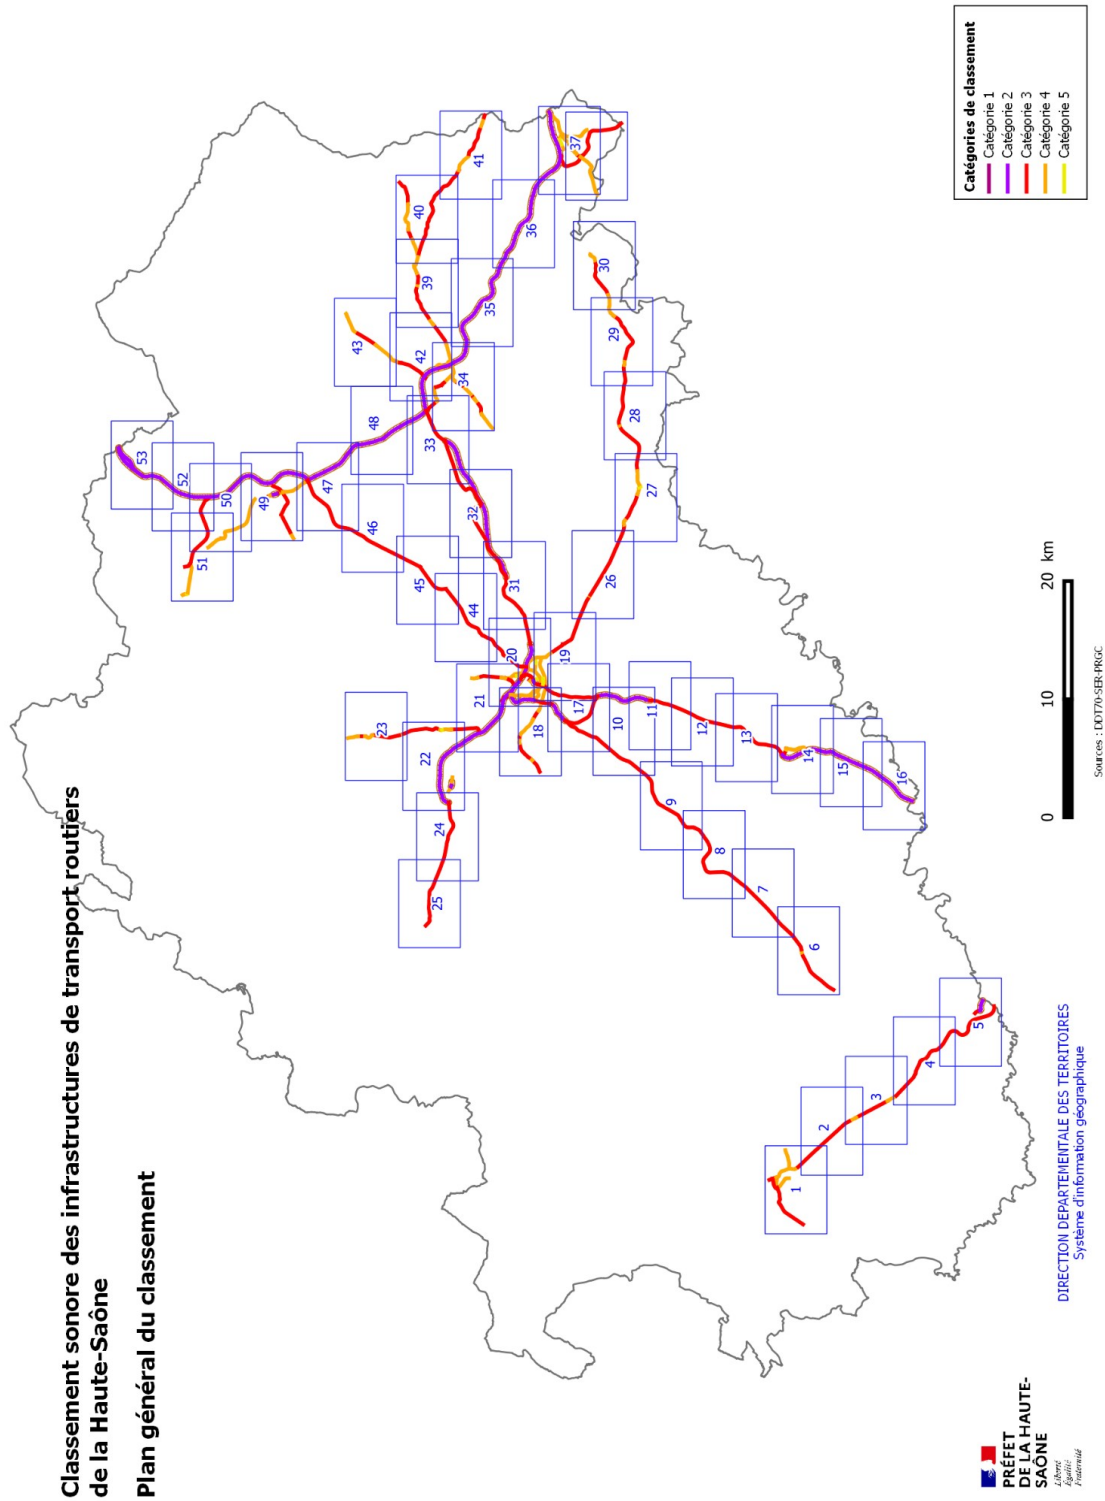 Classement sonore des infrastructures de transport routiers
de la Haute-Saône
Plan général du classement
53
52
51
50
49
48
47
46
45
44
43
42
41
40
39
37
36
35
34
33
32
31
30
29
28
27
26
25
24
23
22
21
20
19
18
17
16
15
14
13
12
11
10
9
8
7
6
5
4
3
2
1
Catégories de classement
Catégorie 1
Catégorie 2
Catégorie 3
Catégorie 4
Catégorie 5
PRÉFET
DE LA HAUTE-
SAÔNE
Liberté
Égalité
Fraternité
DIRECTION DEPARTEMENTALE DES TERRITOIRES
Système d'information géographique
0 10 20 km
Sources : DDT70-SER-PRGC